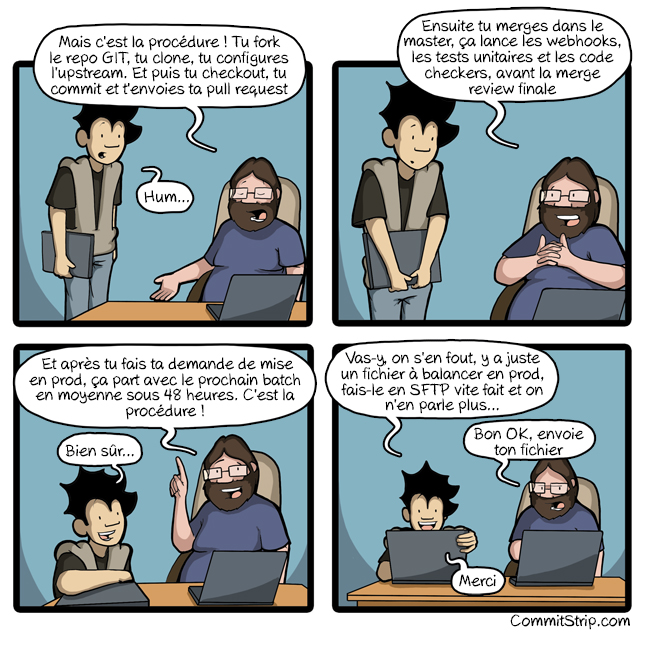 Mais c'est la procédure ! Tu fork
le repo GIT, tu clone, tu configures
l'upstream. Et puis tu checkout, tu
commit et t'envoies ta pull request
Hum...
Ensuite tu merges dans le
master, ça lance les webhooks,
les tests unitaires et les code
checkers, avant la merge
review finale
Et après tu fais ta demande de mise
en prod, ça part avec le prochain batch
en moyenne sous 48 heures. C'est la
procédure !
Bien sûr...
Vas-y, on s'en fout, y a juste
un fichier à balancer en prod,
fais-le en SFTP vite fait et on
n'en parle plus...
Bon OK, envoie
ton fichier
Merci
CommitStrip.com